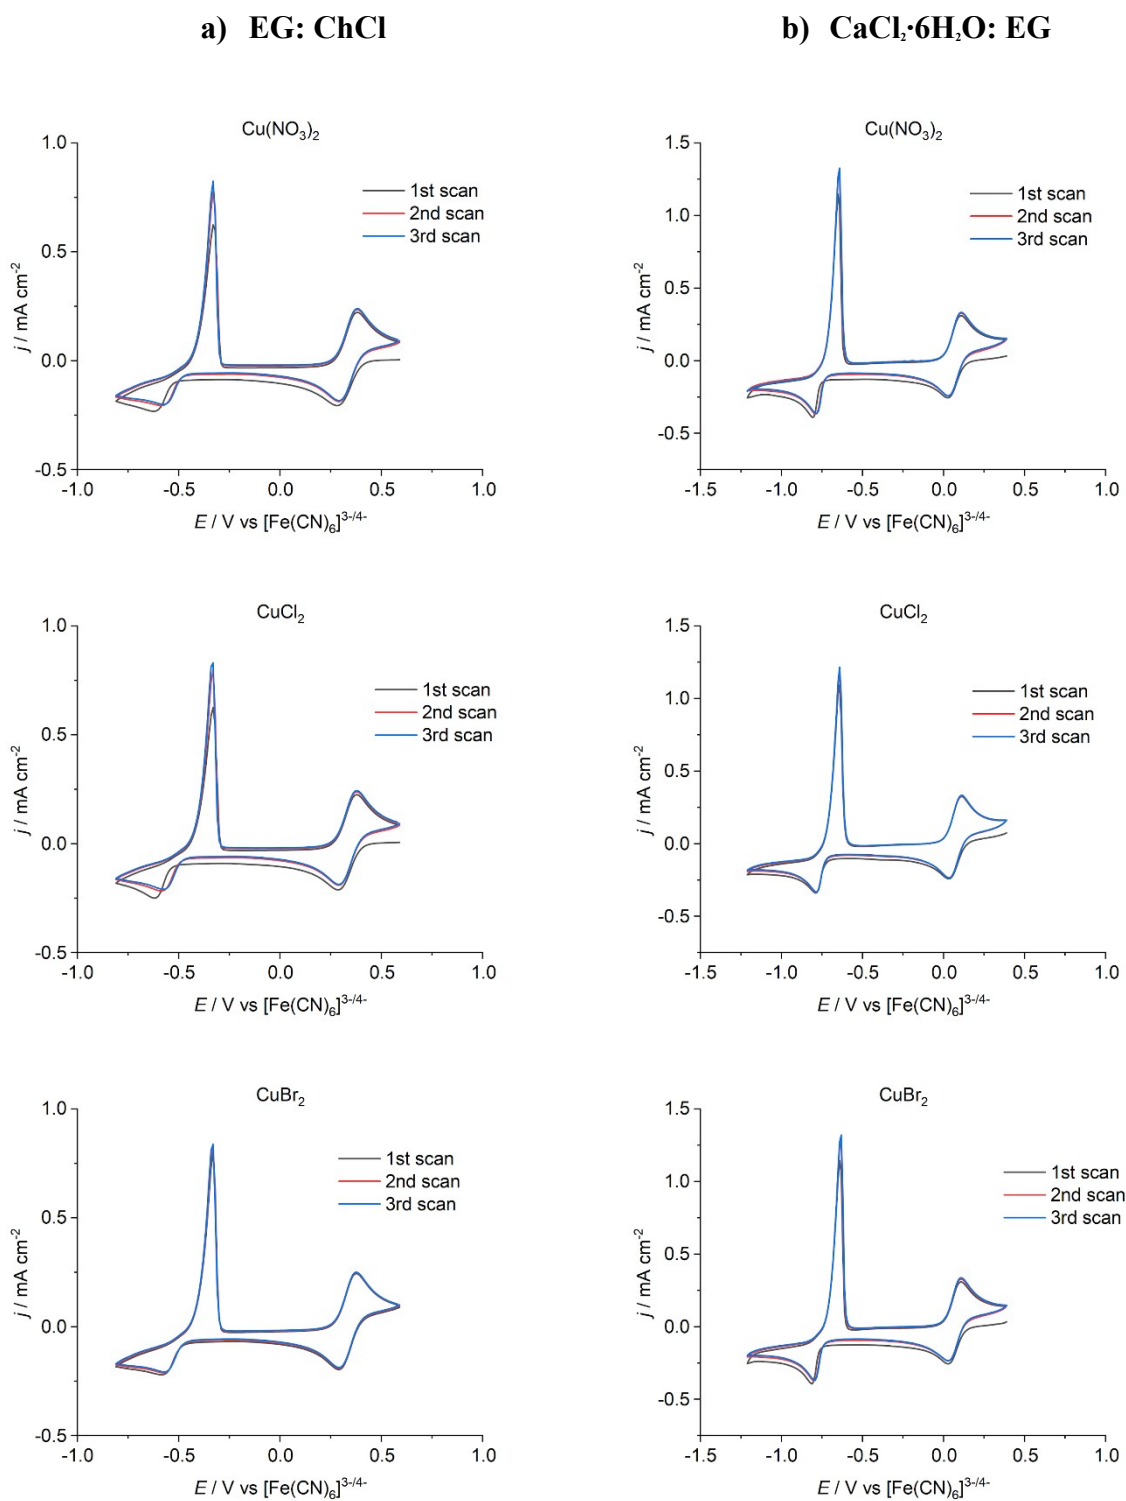 a) EG: ChCl
b) CaCl₂·6H₂O: EG
Cu(NO₃)₂
1.0
0.5
0.0
-0.5
-1.0 -0.5 0.0 0.5 1.0
j / mA cm⁻²
E / V vs [Fe(CN)₆]³⁻/⁴⁻
1st scan
2nd scan
3rd scan
Cu(NO₃)₂
1.5
1.0
0.5
0.0
-0.5
-1.5 -1.0 -0.5 0.0 0.5 1.0
j / mA cm⁻²
E / V vs [Fe(CN)₆]³⁻/⁴⁻
1st scan
2nd scan
3rd scan
CuCl₂
1.0
0.5
0.0
-0.5
-1.0 -0.5 0.0 0.5 1.0
j / mA cm⁻²
E / V vs [Fe(CN)₆]³⁻/⁴⁻
1st scan
2nd scan
3rd scan
CuCl₂
1.5
1.0
0.5
0.0
-0.5
-1.5 -1.0 -0.5 0.0 0.5 1.0
j / mA cm⁻²
E / V vs [Fe(CN)₆]³⁻/⁴⁻
1st scan
2nd scan
3rd scan
CuBr₂
1.0
0.5
0.0
-0.5
-1.0 -0.5 0.0 0.5 1.0
j / mA cm⁻²
E / V vs [Fe(CN)₆]³⁻/⁴⁻
1st scan
2nd scan
3rd scan
CuBr₂
1.5
1.0
0.5
0.0
-0.5
-1.5 -1.0 -0.5 0.0 0.5 1.0
j / mA cm⁻²
E / V vs [Fe(CN)₆]³⁻/⁴⁻
1st scan
2nd scan
3rd scan